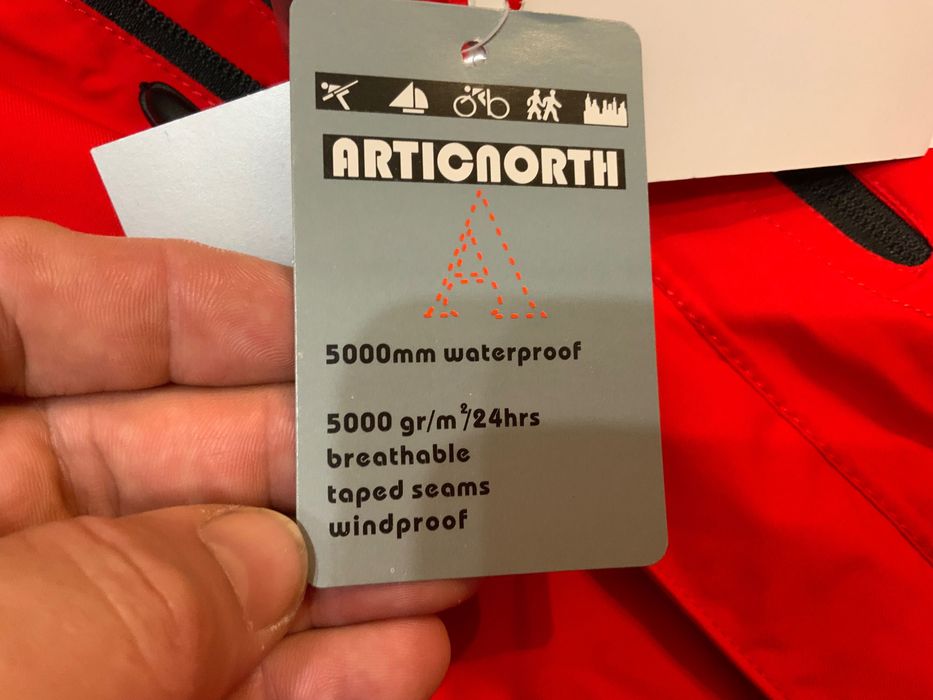 ARTICNORTH
5000mm waterproof
5000 gr/m²/24hrs
breathable
taped seams
windproof